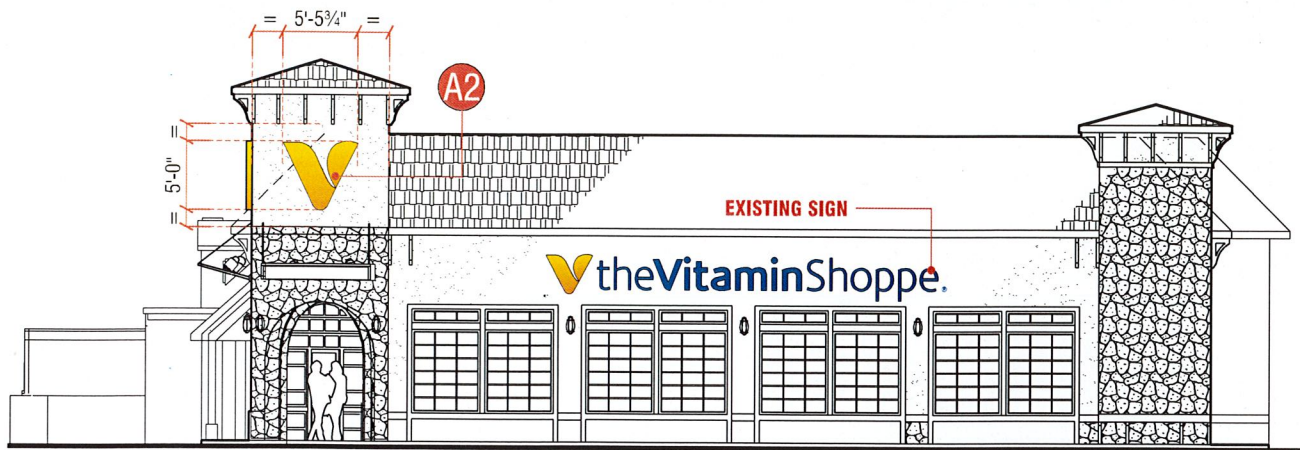 = 5'-5¾" =
A2
=
5'-0"
=
EXISTING SIGN
theVitaminShoppe.